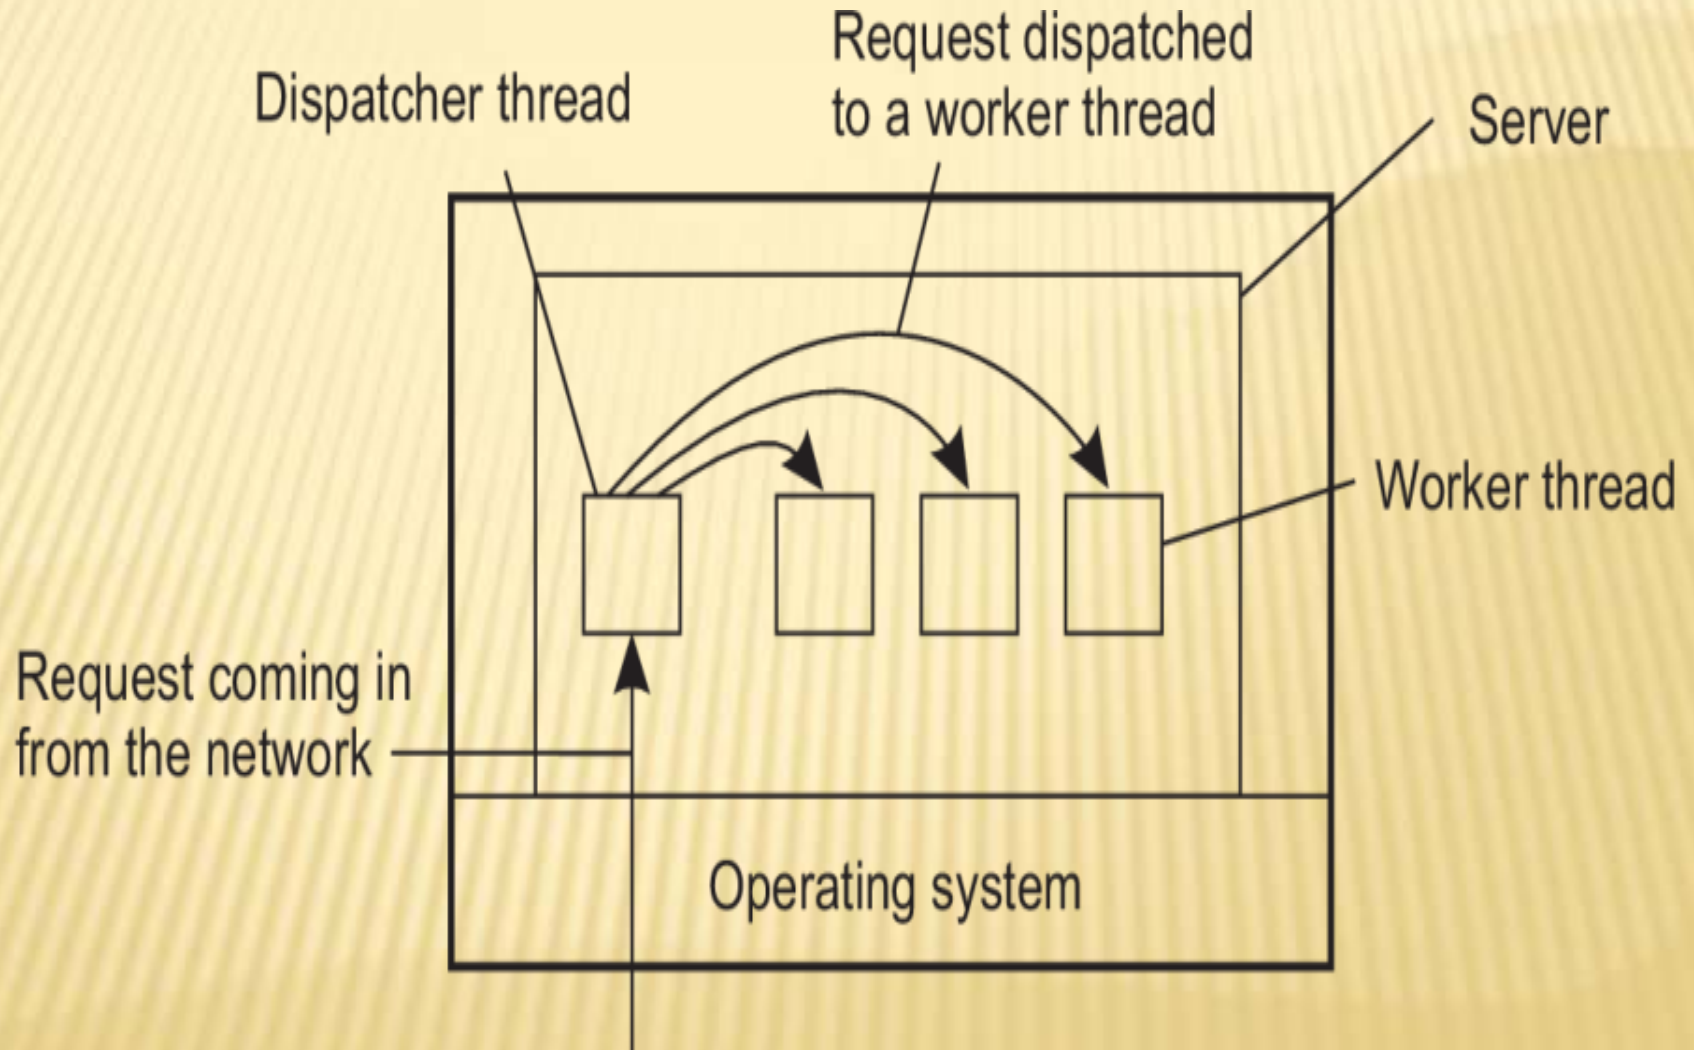 Request dispatched
to a worker thread
Dispatcher thread
Server
Worker thread
Request coming in
from the network
Operating system